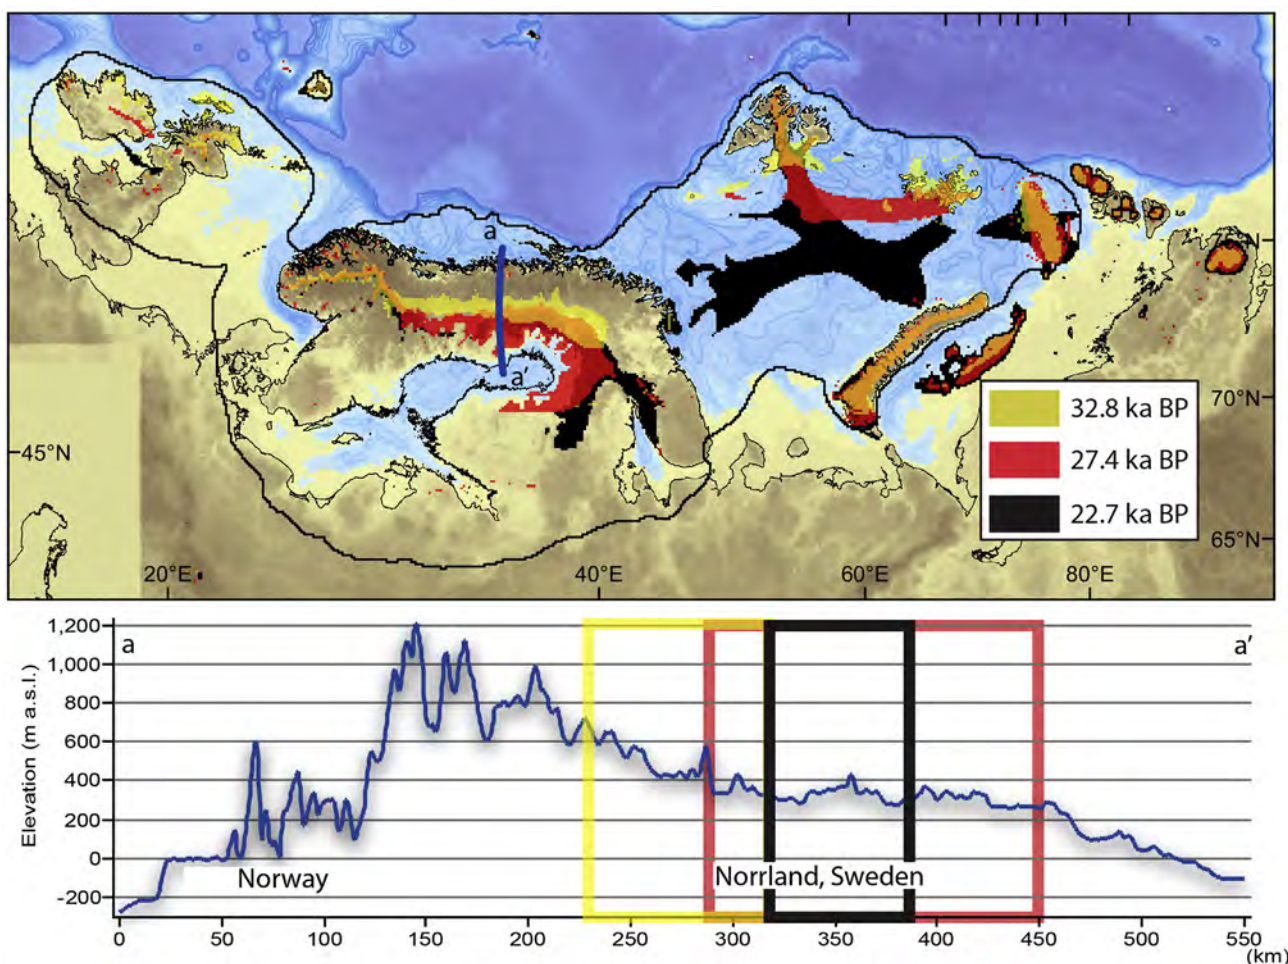 a
a'
32.8 ka BP
27.4 ka BP
22.7 ka BP
N
70°N
45°N
65°N
20°E
40°E
60°E
80°E
Elevation (m a.s.l.)
1,200
1,000
800
600
400
200
0
-200
a
a'
Norway
Norrland, Sweden
0
50
100
150
200
250
300
350
400
450
500
550
(km)